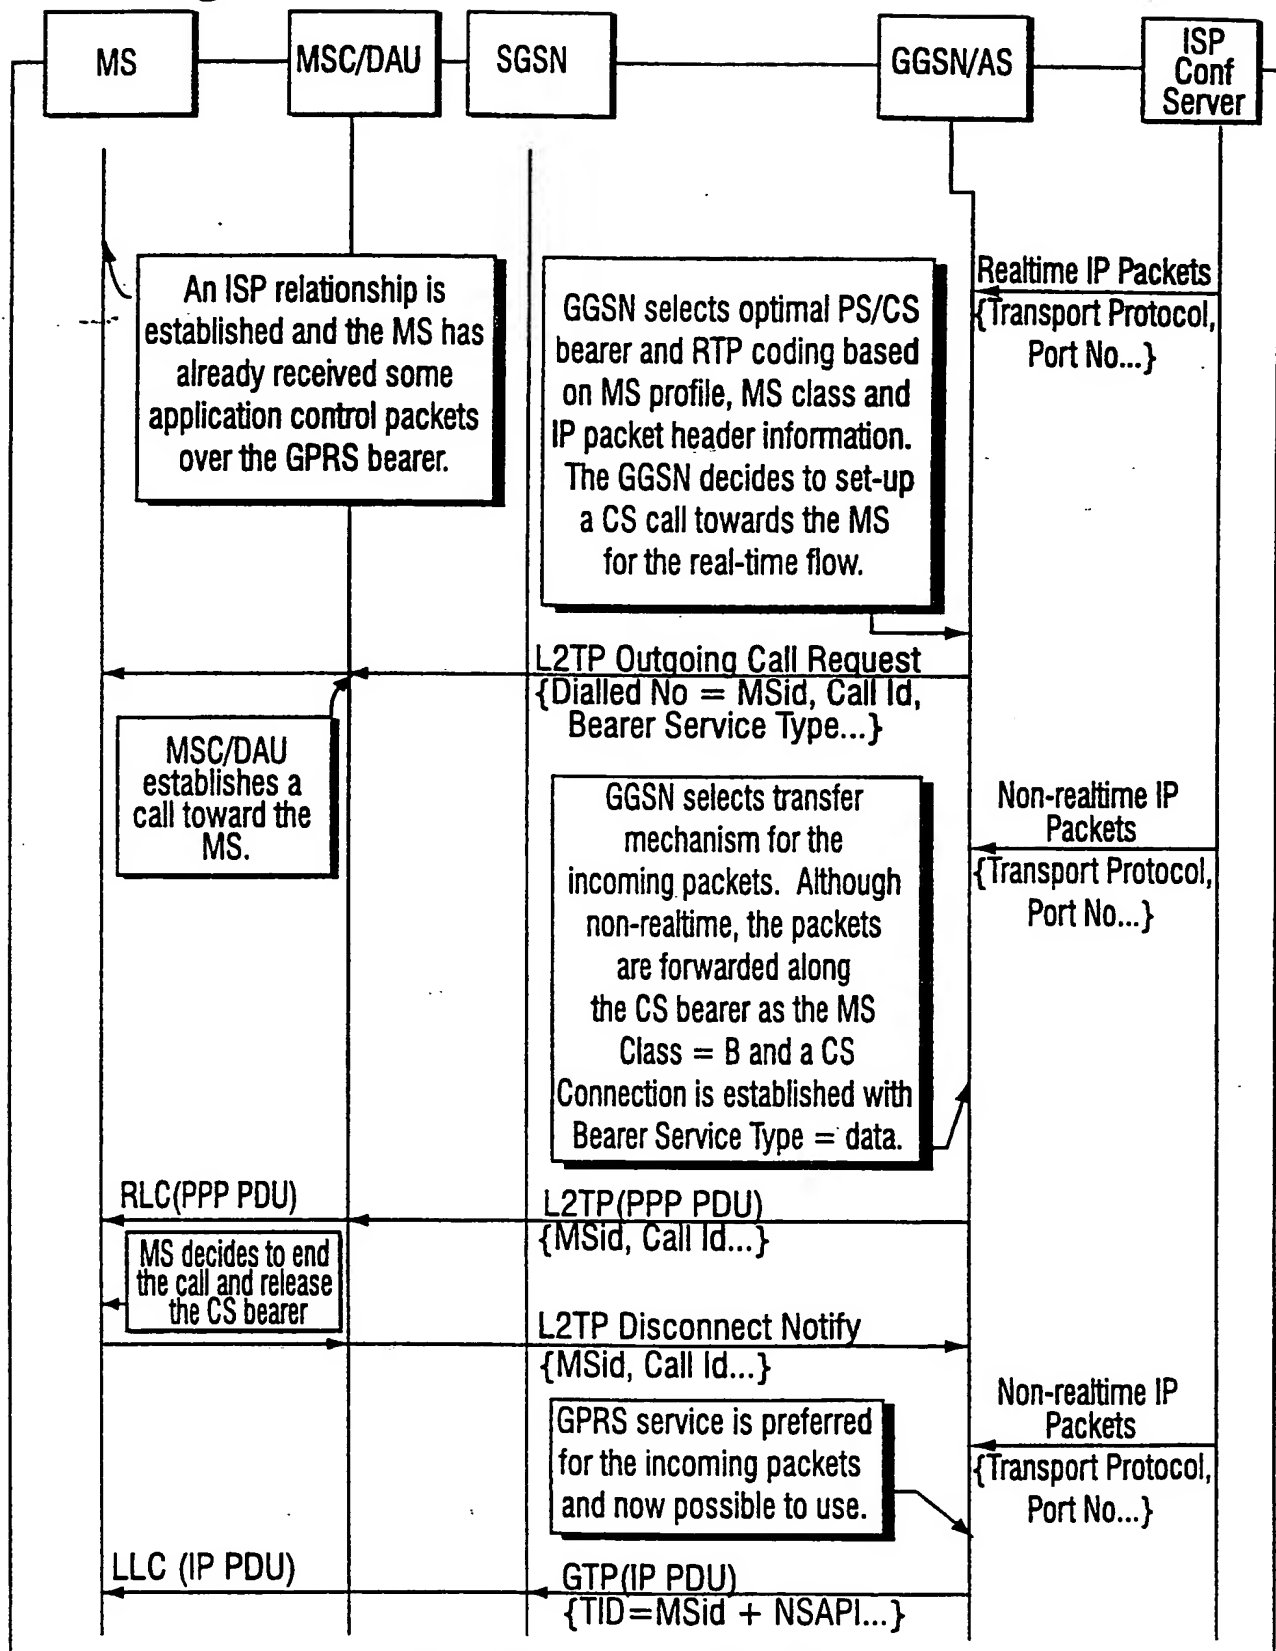 MS
MSC/DAU
SGSN
GGSN/AS
ISP
Conf
Server
An ISP relationship is
established and the MS has
already received some
application control packets
over the GPRS bearer.
GGSN selects optimal PS/CS
bearer and RTP coding based
on MS profile, MS class and
IP packet header information.
The GGSN decides to set-up
a CS call towards the MS
for the real-time flow.
Realtime IP Packets
{Transport Protocol,
Port No...}
L2TP Outgoing Call Request
{Dialled No = MSid, Call Id,
Bearer Service Type...}
MSC/DAU
establishes a
call toward the
MS.
GGSN selects transfer
mechanism for the
incoming packets. Although
non-realtime, the packets
are forwarded along
the CS bearer as the MS
Class = B and a CS
Connection is established with
Bearer Service Type = data.
Non-realtime IP
Packets
{Transport Protocol,
Port No...}
RLC(PPP PDU)
L2TP(PPP PDU)
{MSid, Call Id...}
MS decides to end
the call and release
the CS bearer
L2TP Disconnect Notify
{MSid, Call Id...}
GPRS service is preferred
for the incoming packets
and now possible to use.
Non-realtime IP
Packets
{Transport Protocol,
Port No...}
LLC (IP PDU)
GTP(IP PDU)
{TID=MSid + NSAPI...}